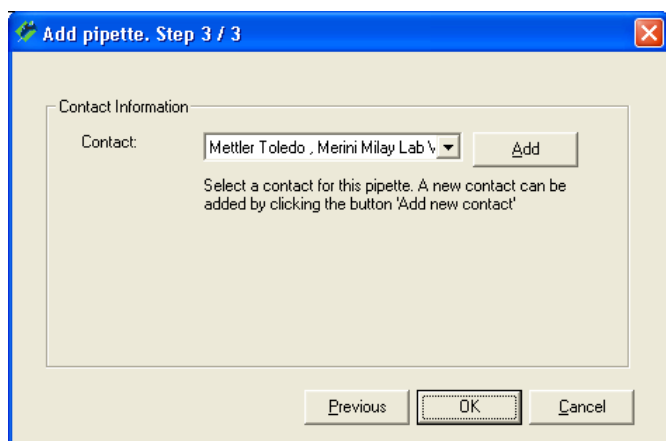 Add pipette. Step 3 / 3
Contact Information
Contact:
Mettler Toledo , Merini Milay Lab
Add
Select a contact for this pipette. A new contact can be
added by clicking the button 'Add new contact'
Previous
OK
Cancel